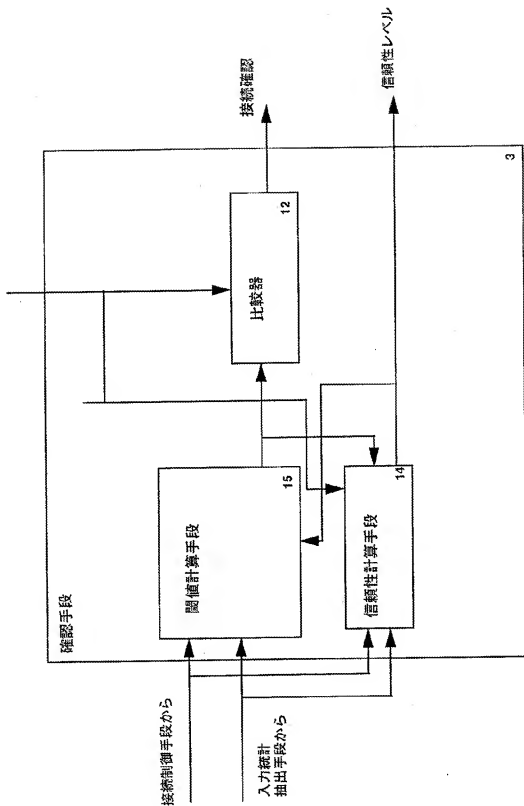 確認手段
接続制御手段から
入力統計
抽出手段から
閾値計算手段
15
信頼性計算手段
14
比較器
12
接続確認
信頼性レベル
3